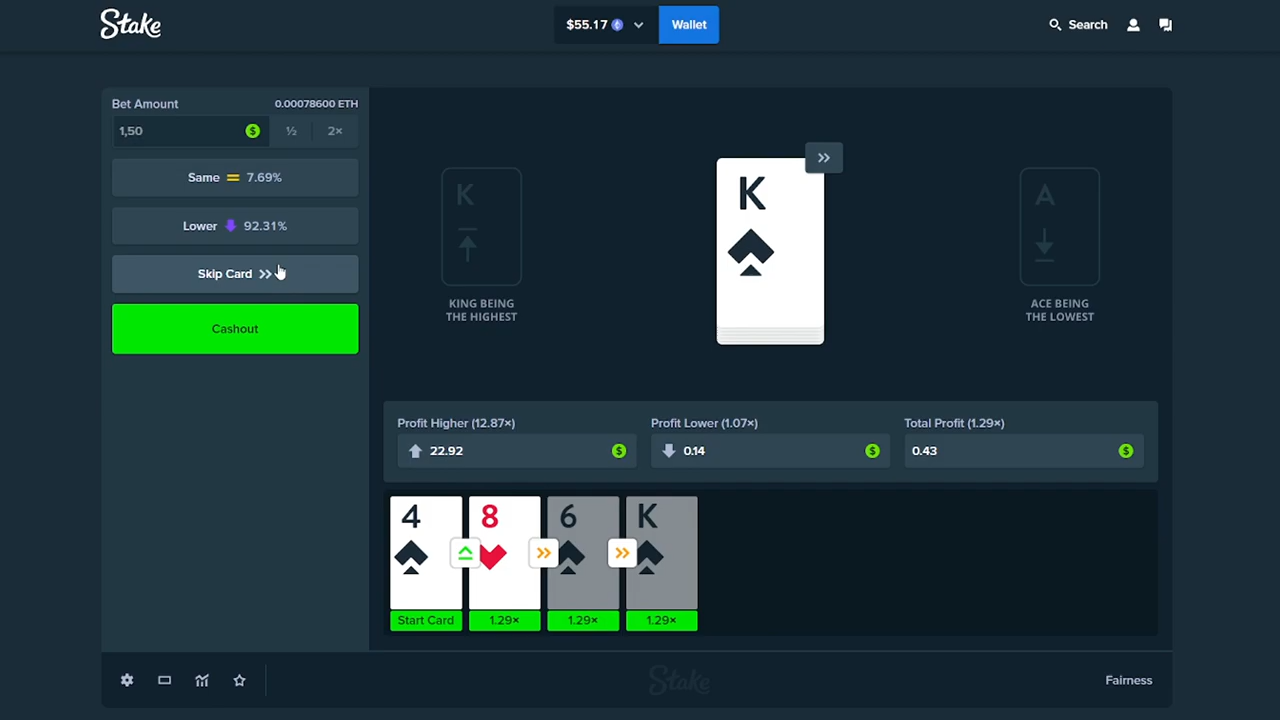 Stake
$55.17
Wallet
Search
Bet Amount
0.00078600 ETH
1,50
½
2×
Same = 7.69%
Lower 92.31%
Skip Card
Cashout
K
KING BEING
THE HIGHEST
K
A
ACE BEING
THE LOWEST
Profit Higher (12.87×)
22.92
Profit Lower (1.07×)
0.14
Total Profit (1.29×)
0.43
4
Start Card
8
1.29×
6
1.29×
K
1.29×
Stake
Fairness